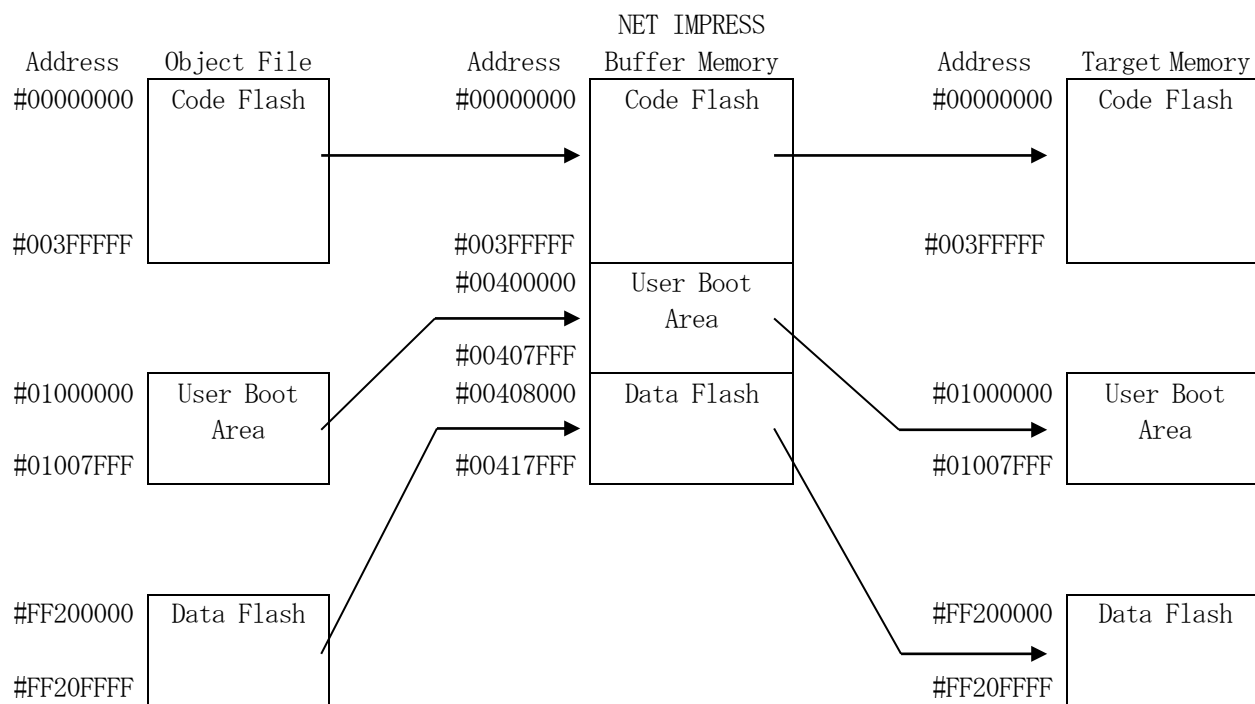 NET IMPRESS
Address Object File Address Buffer Memory Address Target Memory
#00000000 Code Flash #00000000 Code Flash #00000000 Code Flash
#003FFFFF #003FFFFF #003FFFFF
#00400000 User Boot
Area
#00407FFF
#01000000 User Boot #00408000 Data Flash #01000000 User Boot
Area Area
#01007FFF #00417FFF #01007FFF
#FF200000 Data Flash #FF200000 Data Flash
#FF20FFFF #FF20FFFF